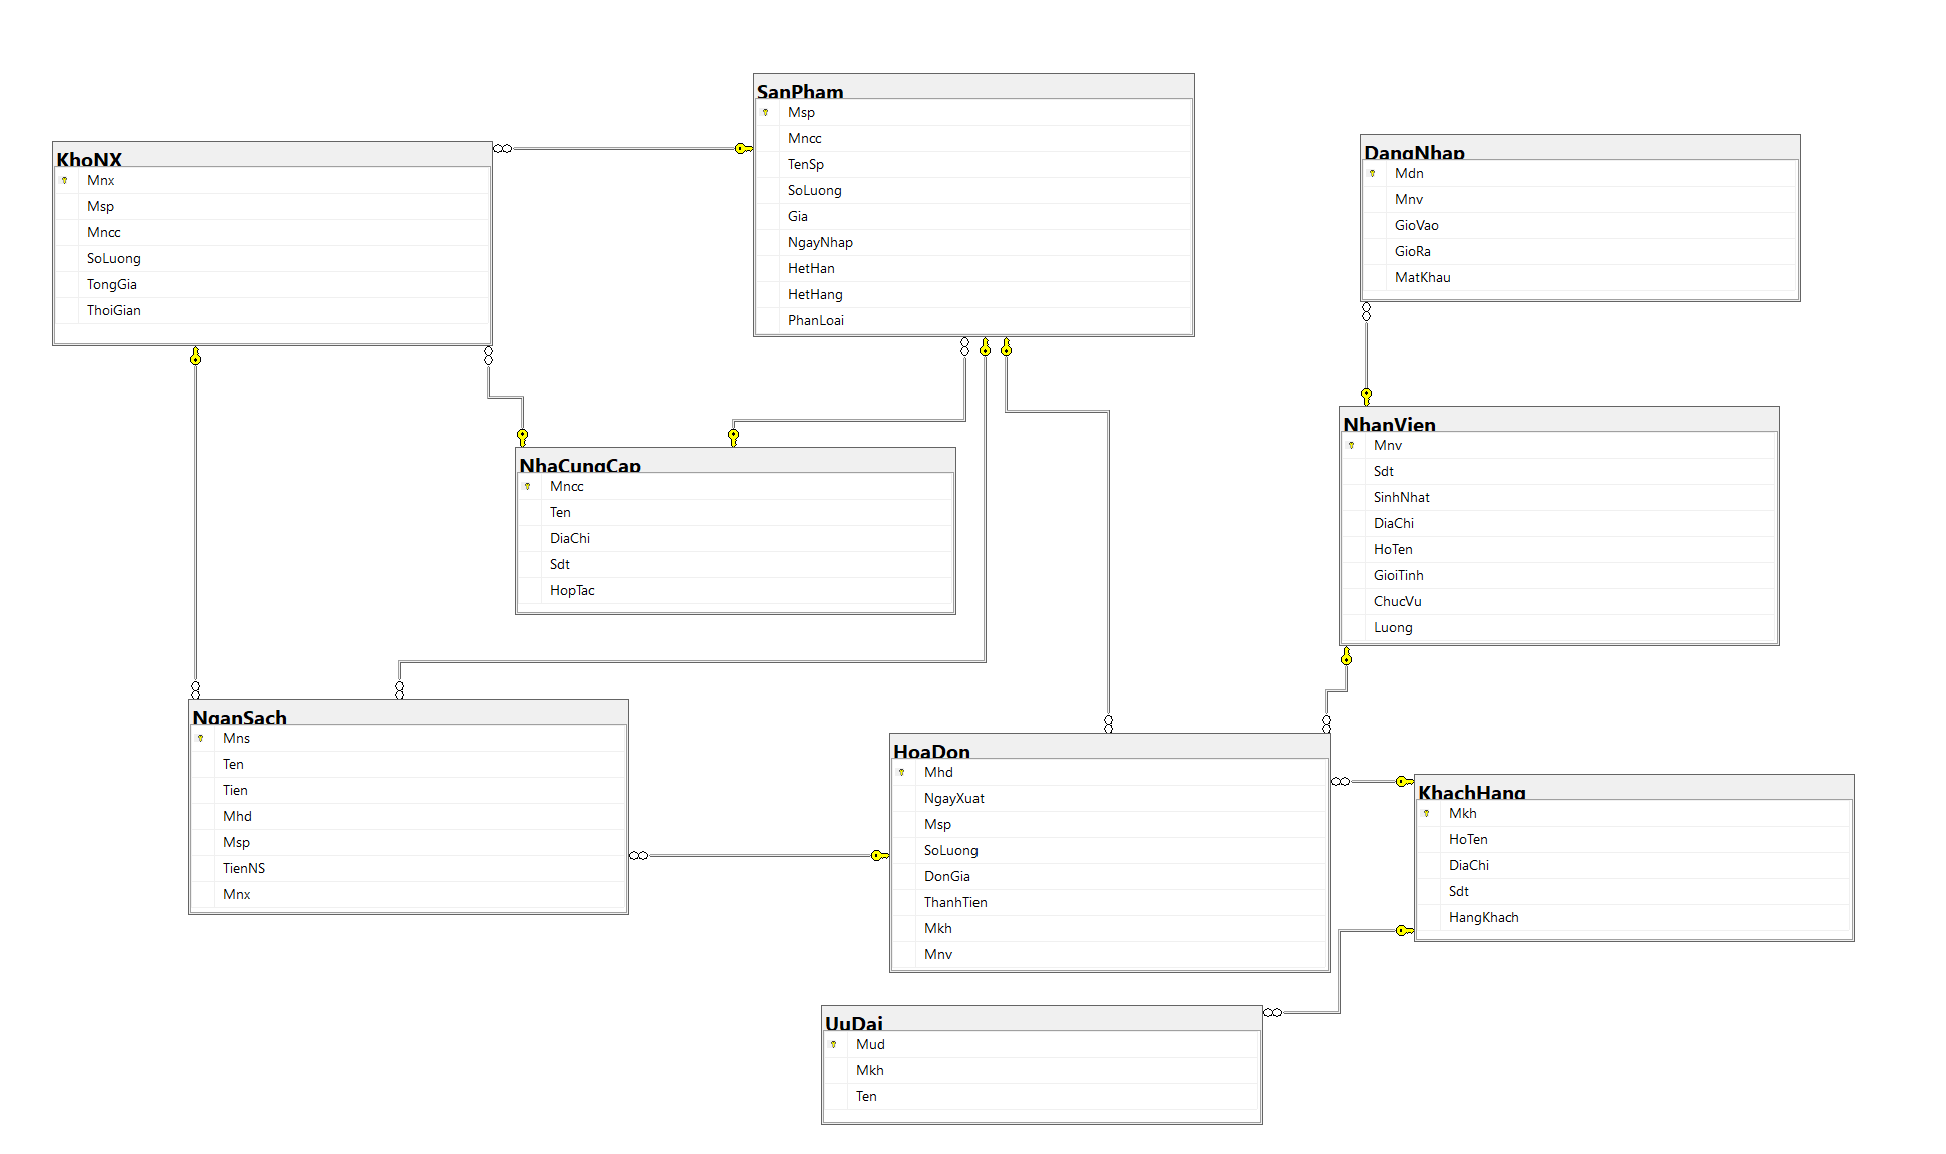 SanPham
Msp
Mncc
TenSp
SoLuong
Gia
NgayNhap
HetHan
HetHang
PhanLoai
KhoNX
Mnx
Msp
Mncc
SoLuong
TongGia
ThoiGian
DangNhap
Mdn
Mnv
GioVao
GioRa
MatKhau
NhaCungCap
Mncc
Ten
DiaChi
Sdt
HopTac
NhanVien
Mnv
Sdt
SinhNhat
DiaChi
HoTen
GioiTinh
ChucVu
Luong
NganSach
Mns
Ten
Tien
Mhd
Msp
TienNS
Mnx
HoaDon
Mhd
NgayXuat
Msp
SoLuong
DonGia
ThanhTien
Mkh
Mnv
KhachHang
Mkh
HoTen
DiaChi
Sdt
HangKhach
UuDai
Mud
Mkh
Ten